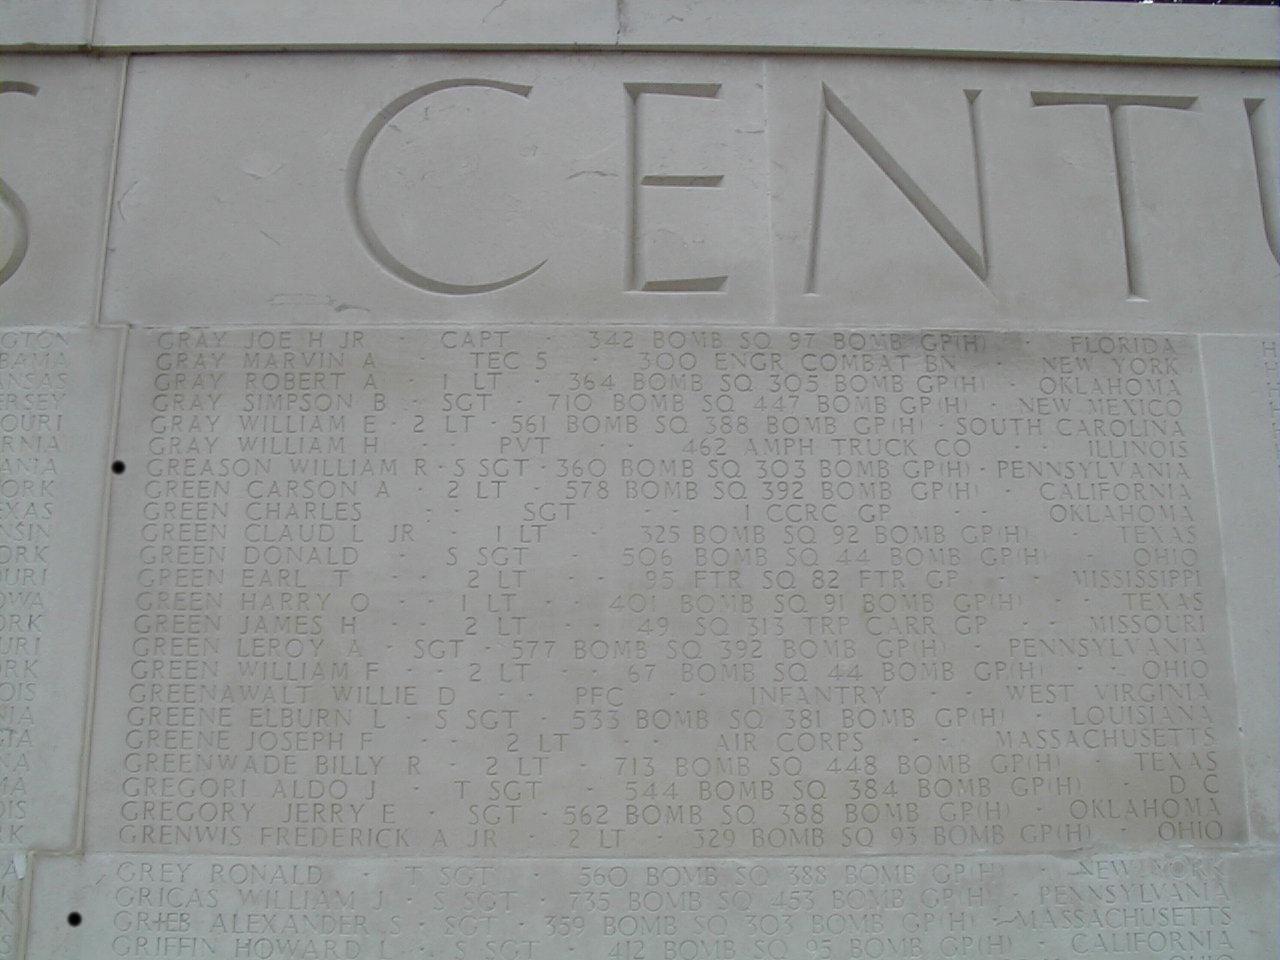 S CENTU
GRAY JOE H JR · CAPT · 342 BOMB SQ 97 BOMB GP(H) · FLORIDA
GRAY MARVIN A · TEC 5 · 300 ENGR COMBAT BN · NEW YORK
GRAY ROBERT A · 1 LT · 364 BOMB SQ 305 BOMB GP(H) · OKLAHOMA
GRAY SIMPSON B · SGT · 710 BOMB SQ 447 BOMB GP(H) · NEW MEXICO
GRAY WILLIAM E · 2 LT · 561 BOMB SQ 388 BOMB GP(H) · SOUTH CAROLINA
GRAY WILLIAM H · PVT · 462 AMPH TRUCK CO · ILLINOIS
GREASON WILLIAM R · S SGT · 360 BOMB SQ 303 BOMB GP(H) · PENNSYLVANIA
GREEN CARSON A · 2 LT · 578 BOMB SQ 392 BOMB GP(H) · CALIFORNIA
GREEN CHARLES · SGT · 1 CCRC GP · OKLAHOMA
GREEN CLAUD L JR · 1 LT · 325 BOMB SQ 92 BOMB GP(H) · TEXAS
GREEN DONALD · S SGT · 506 BOMB SQ 44 BOMB GP(H) · OHIO
GREEN EARL T · 2 LT · 95 FTR SQ 82 FTR GP · MISSISSIPPI
GREEN HARRY O · 1 LT · 401 BOMB SQ 91 BOMB GP(H) · TEXAS
GREEN JAMES H · 2 LT · 49 SQ 313 TRP CARR GP · MISSOURI
GREEN LEROY A · SGT · 577 BOMB SQ 392 BOMB GP(H) · PENNSYLVANIA
GREEN WILLIAM F · 2 LT · 67 BOMB SQ 44 BOMB GP(H) · OHIO
GREENAWALT WILLIE D · PFC · INFANTRY · WEST VIRGINIA
GREENE ELBURN L · S SGT · 533 BOMB SQ 381 BOMB GP(H) · LOUISIANA
GREENE JOSEPH F · 2 LT · AIR CORPS · MASSACHUSETTS
GREENWADE BILLY R · 2 LT · 713 BOMB SQ 448 BOMB GP(H) · TEXAS
GREGORI ALDO J · T SGT · 544 BOMB SQ 384 BOMB GP(H) · D C
GREGORY JERRY E · SGT · 562 BOMB SQ 388 BOMB GP(H) · OKLAHOMA
GRENWIS FREDERICK A JR · 2 LT · 329 BOMB SQ 93 BOMB GP(H) · OHIO
GREY RONALD · T SGT · 560 BOMB SQ 388 BOMB GP(H) · NEW YORK
GRICAS WILLIAM J · S SGT · 735 BOMB SQ 453 BOMB GP(H) · PENNSYLVANIA
GRIEB ALEXANDER S · SGT · 359 BOMB SQ 303 BOMB GP(H) · MASSACHUSETTS
GRIFFIN HOWARD L · S SGT · 412 BOMB SQ 95 BOMB GP(H) · CALIFORNIA